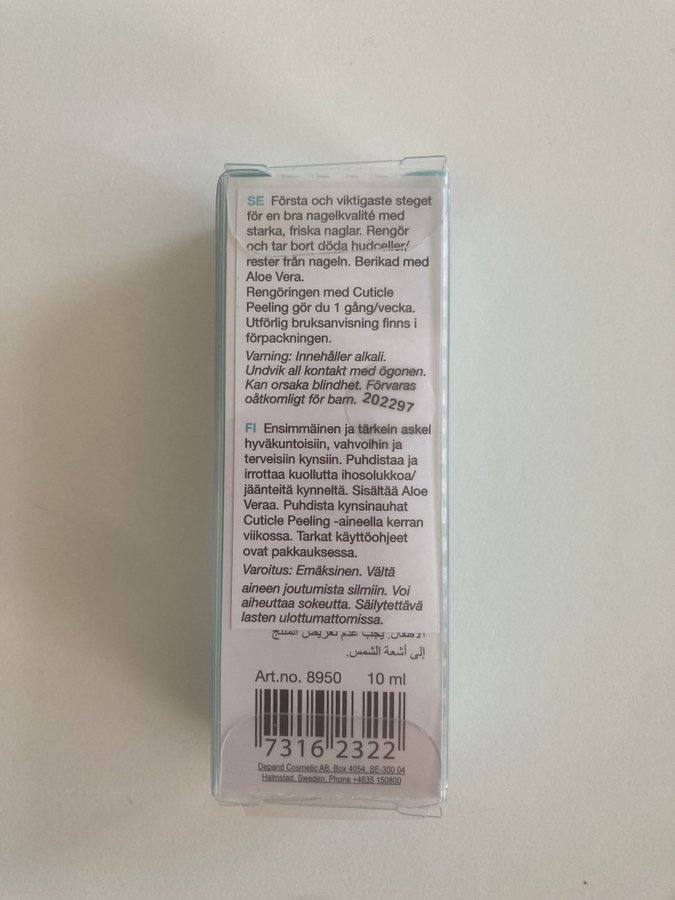 SE Första och viktigaste steget
för en bra nagelkvalité med
starka, friska naglar. Rengör
och tar bort döda hudceller/
rester från nageln. Berikad med
Aloe Vera.
Rengöringen med Cuticle
Peeling gör du 1 gång/vecka.
Utförlig bruksanvisning finns i
förpackningen.
Varning: Innehåller alkali.
Undvik all kontakt med ögonen.
Kan orsaka blindhet. Förvaras
oåtkomligt för barn. 202297
FI Ensimmäinen ja tärkein askel
hyväkuntoisiin, vahvoihin ja
terveisiin kynsiin. Puhdistaa ja
irrottaa kuollutta ihosolukkoa/
jäänteitä kynneltä. Sisältää Aloe
Veraa. Puhdista kynsinauhat
Cuticle Peeling -aineella kerran
viikossa. Tarkat käyttöohjeet
ovat pakkauksessa.
Varoitus: Emäksinen. Vältä
aineen joutumista silmiin. Voi
aiheuttaa sokeutta. Säilytettävä
lasten ulottumattomissa.
الأطفال. يجب عدم تعريض المنتج
إلى أشعة الشمس.
Art.no. 8950 10 ml
7316 2322
Depend Cosmetic AB, Box 4054, SE-300 04
Halmstad, Sweden, Phone +4635 150800